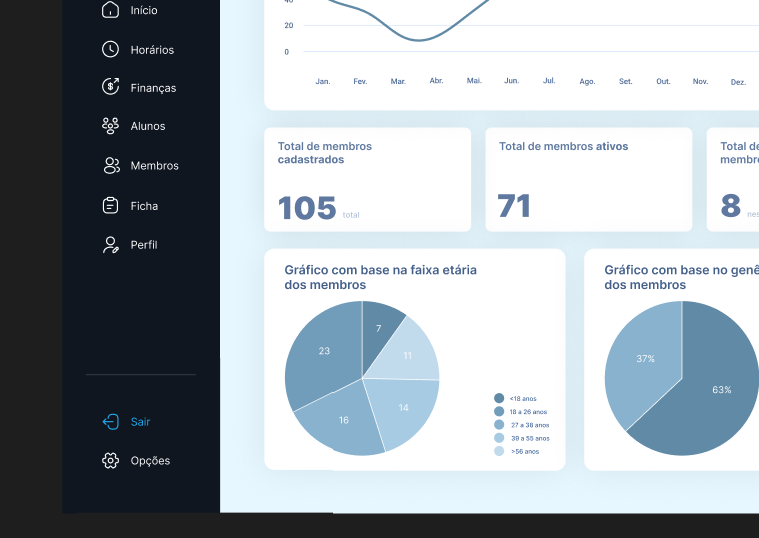 Início
Horários
Finanças
Alunos
Membros
Ficha
Perfil
Sair
Opções
20
0
Jan. Fev. Mar. Abr. Mai. Jun. Jul. Ago. Set. Out. Nov. Dez.
Total de membros
cadastrados
105 total
Total de membros ativos
71
Total de
8
Gráfico com base na faixa etária
dos membros
7
11
14
16
23
<18 anos
18 a 26 anos
27 a 38 anos
39 a 55 anos
>56 anos
Gráfico com base no
dos membros
37%
63%